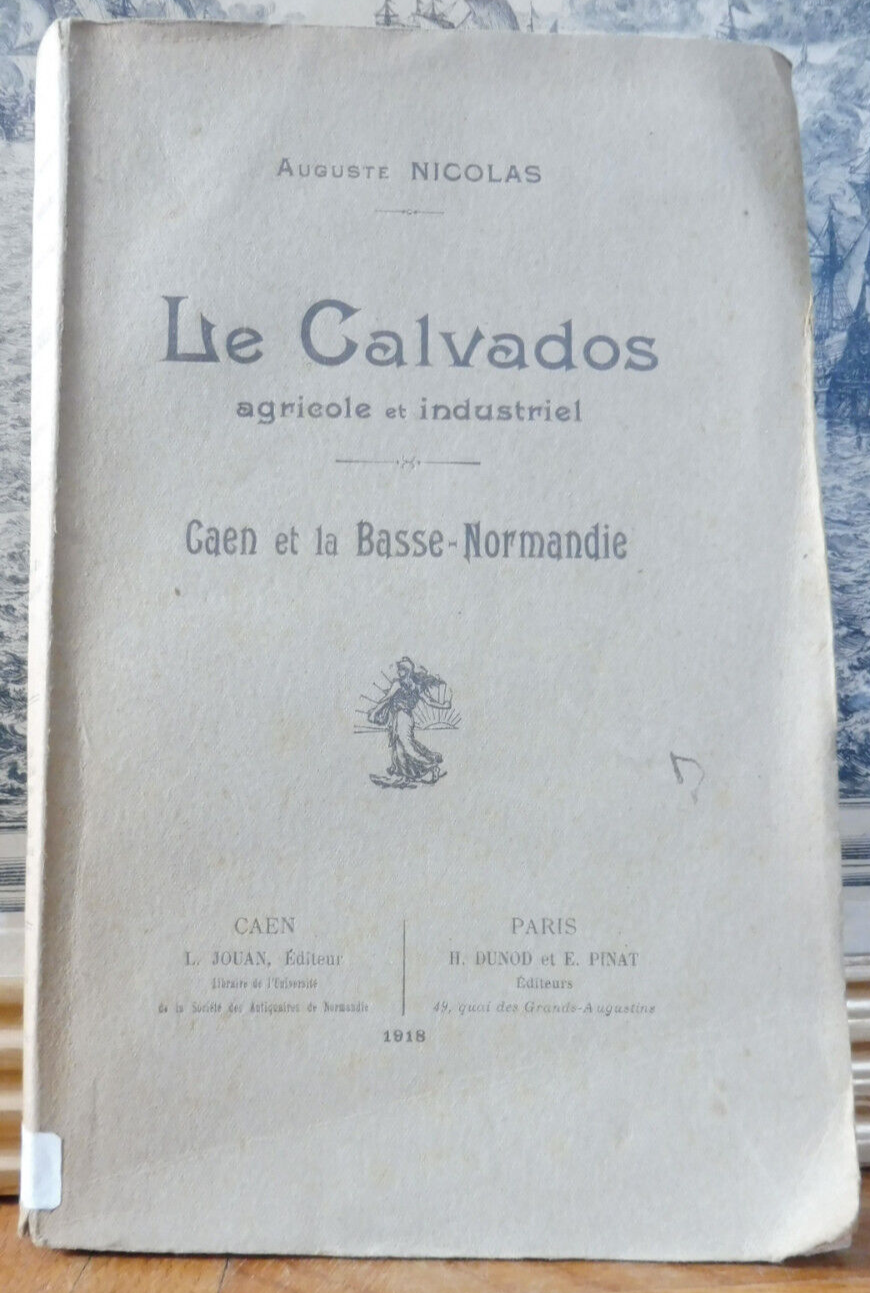 AUGUSTE NICOLAS
Le Calvados
agricole et industriel
Caen et la Basse-Normandie
CAEN
L. JOUAN, Éditeur
Libraire de l'Université
de la Société des Antiquaires de Normandie
PARIS
H. DUNOD et E. PINAT
Éditeurs
49, quai des Grands-Augustins
1918